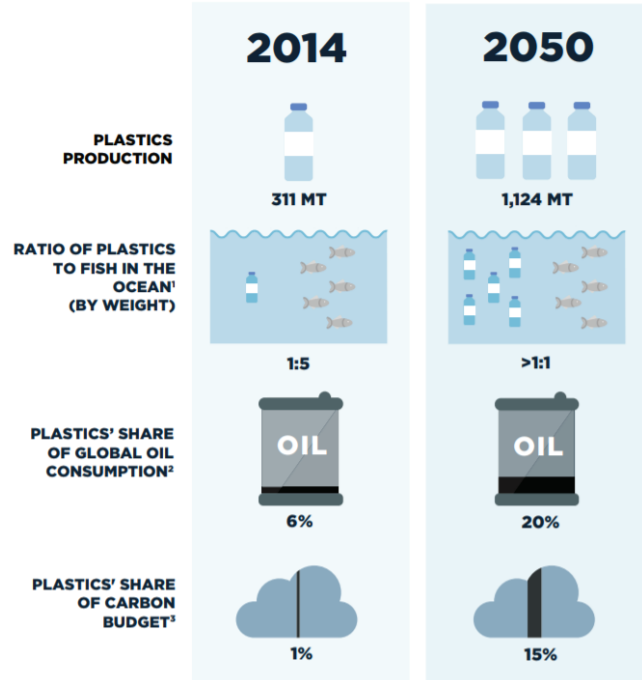 2014
2050
PLASTICS
PRODUCTION
311 MT
1,124 MT
RATIO OF PLASTICS
TO FISH IN THE
OCEAN¹
(BY WEIGHT)
1:5
>1:1
PLASTICS' SHARE
OF GLOBAL OIL
CONSUMPTION²
OIL
OIL
6%
20%
PLASTICS' SHARE
OF CARBON
BUDGET³
1%
15%